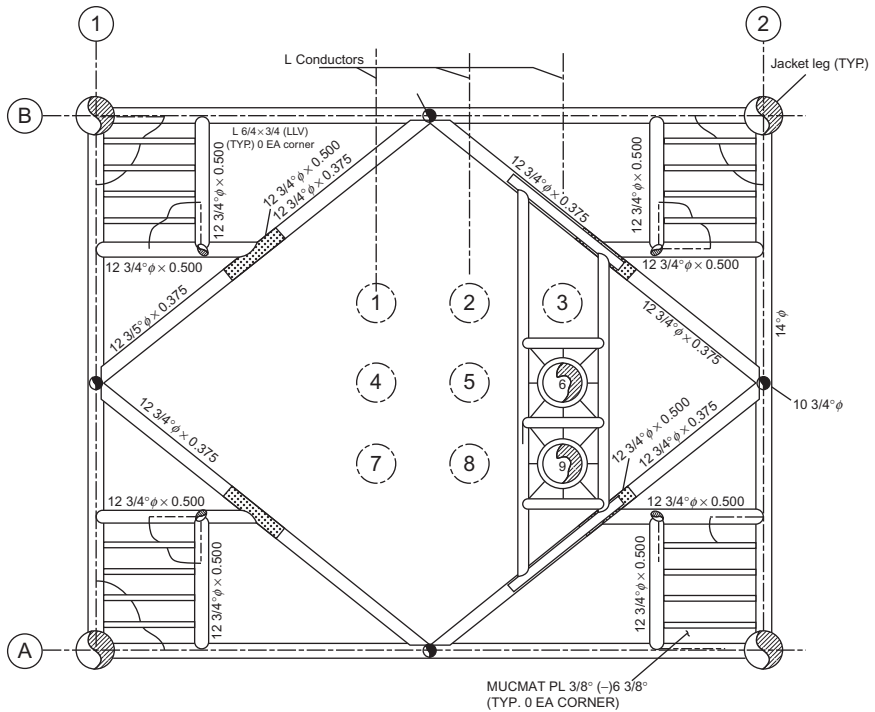 1
2
L Conductors
Jacket leg (TYP.)
B
L 6/4×3/4 (LLV)
(TYP.) 0 EA corner
12 3/4°ϕ × 0.500
12 3/4°ϕ × 0.500
12 3/4°ϕ × 0.375
12 3/4°ϕ × 0.375
12 3/4°ϕ × 0.500
12 3/4°ϕ × 0.500
12 3/4°ϕ × 0.500
12 3/5°ϕ × 0.375
1
2
3
12 3/4°ϕ × 0.375
14°ϕ
4
5
6
10 3/4°ϕ
12 3/4°ϕ × 0.375
7
8
9
12 3/4°ϕ × 0.500
12 3/4°ϕ × 0.375
12 3/4°ϕ × 0.500
12 3/4°ϕ × 0.500
12 3/4°ϕ × 0.500
12 3/4°ϕ × 0.500
A
MUCMAT PL 3/8° (–)6 3/8°
(TYP. 0 EA CORNER)